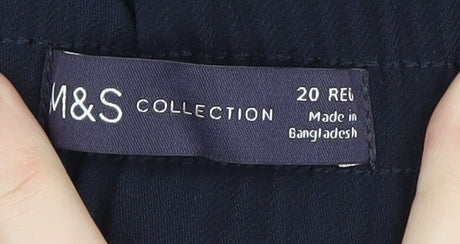 M&S COLLECTION
20 REG
Made in
Bangladesh